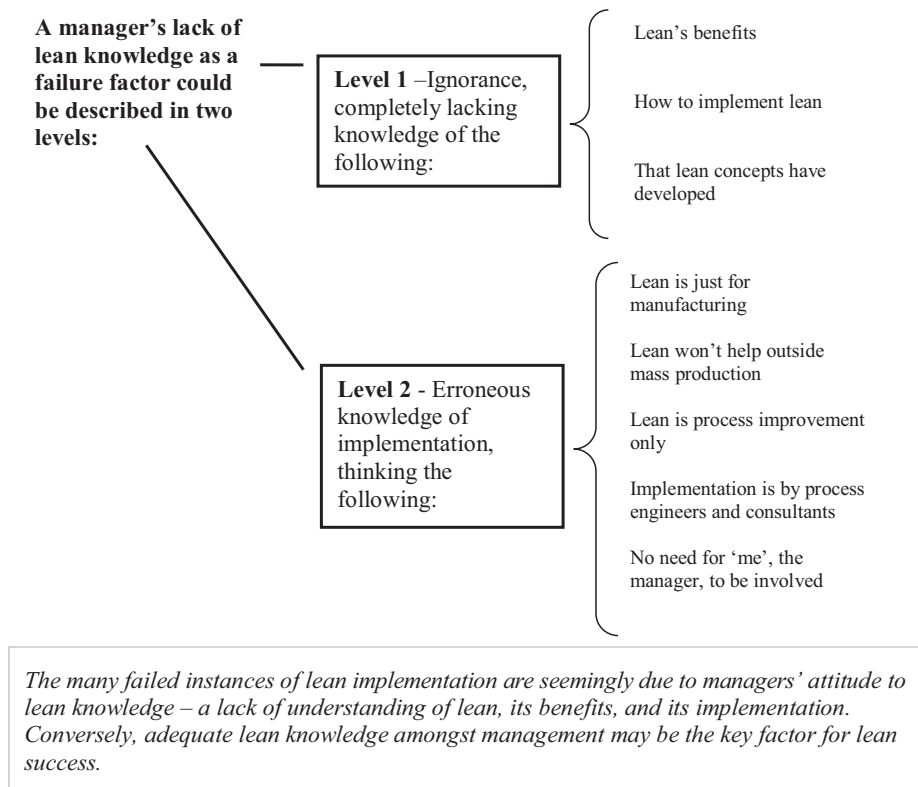 A manager’s lack of
lean knowledge as a
failure factor could
be described in two
levels:
Level 1 –Ignorance,
completely lacking
knowledge of the
following:
Lean’s benefits
How to implement lean
That lean concepts have
developed
Level 2 - Erroneous
knowledge of
implementation,
thinking the
following:
Lean is just for
manufacturing
Lean won’t help outside
mass production
Lean is process improvement
only
Implementation is by process
engineers and consultants
No need for ‘me’, the
manager, to be involved
The many failed instances of lean implementation are seemingly due to managers’ attitude to
lean knowledge – a lack of understanding of lean, its benefits, and its implementation.
Conversely, adequate lean knowledge amongst management may be the key factor for lean
success.